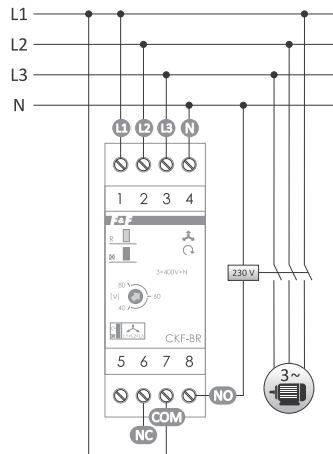 L1
L2
L3
N
L1 L2 L3 N
1 2 3 4
F&F
R
3×400V+N
230 V
80
|V| 60
40
CKF-BR
3~
5 6 7 8
NO
COM
NC